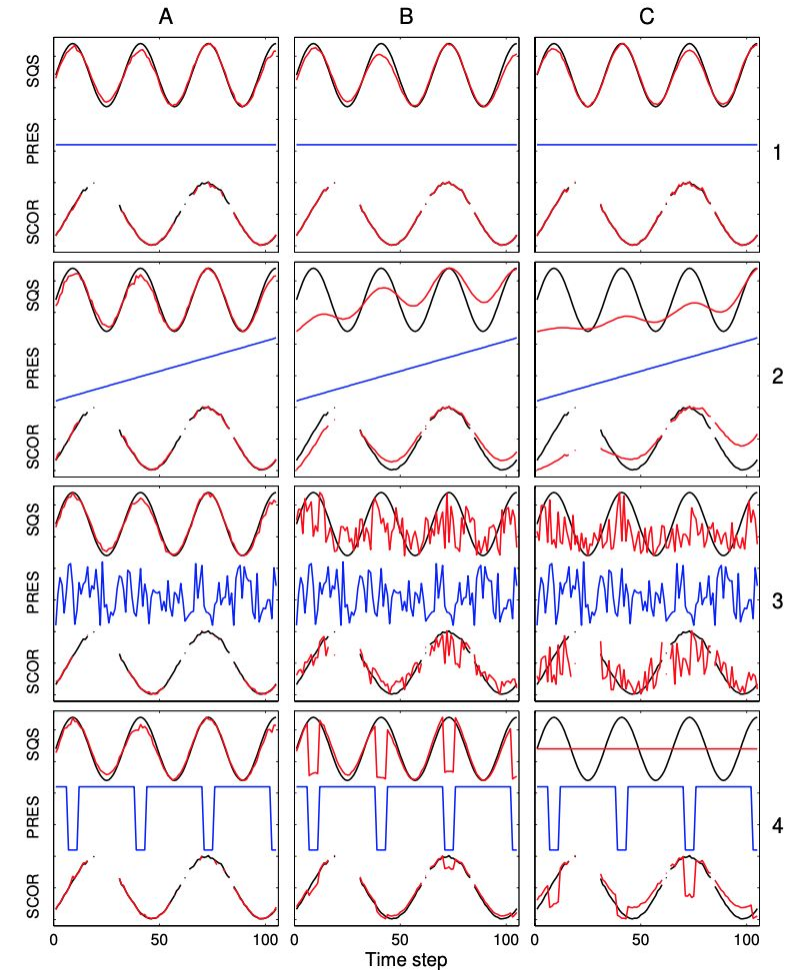 A B C
SQS
PRES
SCOR
1
SQS
PRES
SCOR
2
SQS
PRES
SCOR
3
SQS
PRES
SCOR
4
0 50 100 0 50 100 0 50 100
Time step